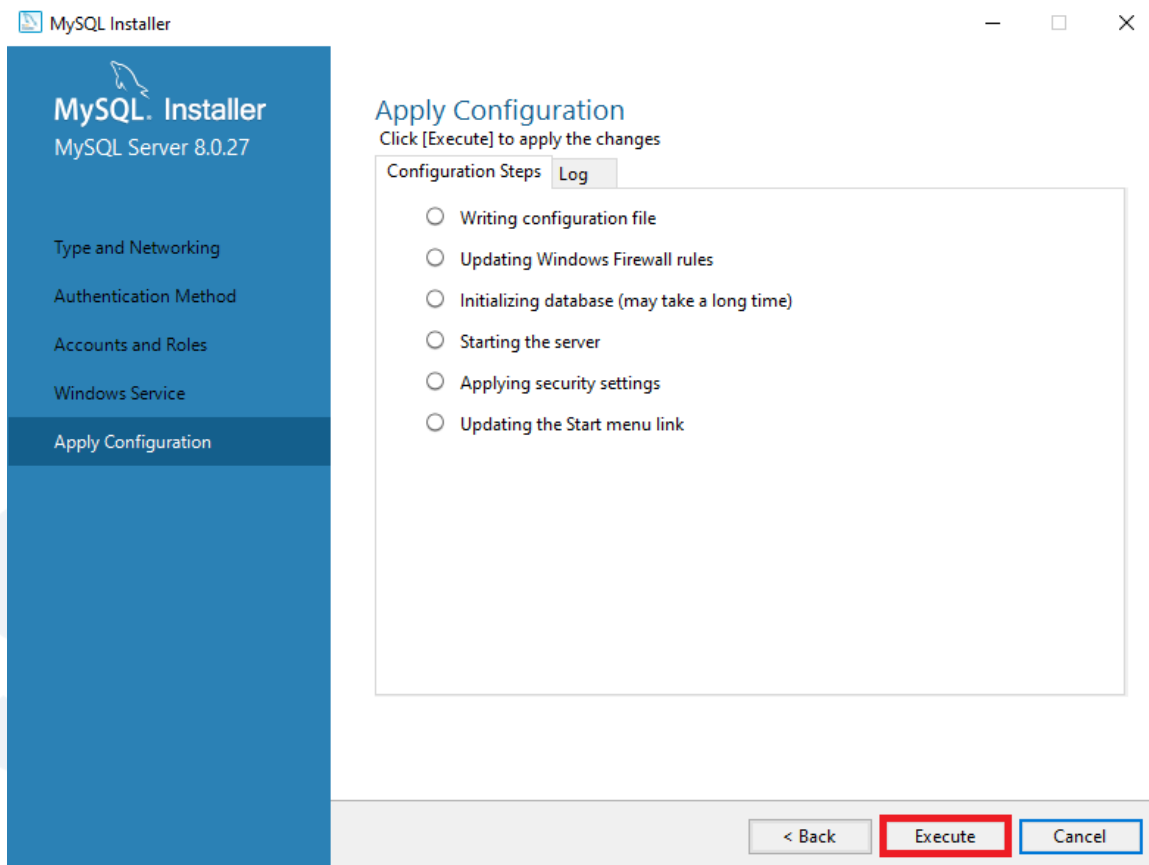 MySQL Installer
MySQL. Installer
MySQL Server 8.0.27
Type and Networking
Authentication Method
Accounts and Roles
Windows Service
Apply Configuration
Apply Configuration
Click [Execute] to apply the changes
Configuration Steps Log
Writing configuration file
Updating Windows Firewall rules
Initializing database (may take a long time)
Starting the server
Applying security settings
Updating the Start menu link
< Back Execute Cancel